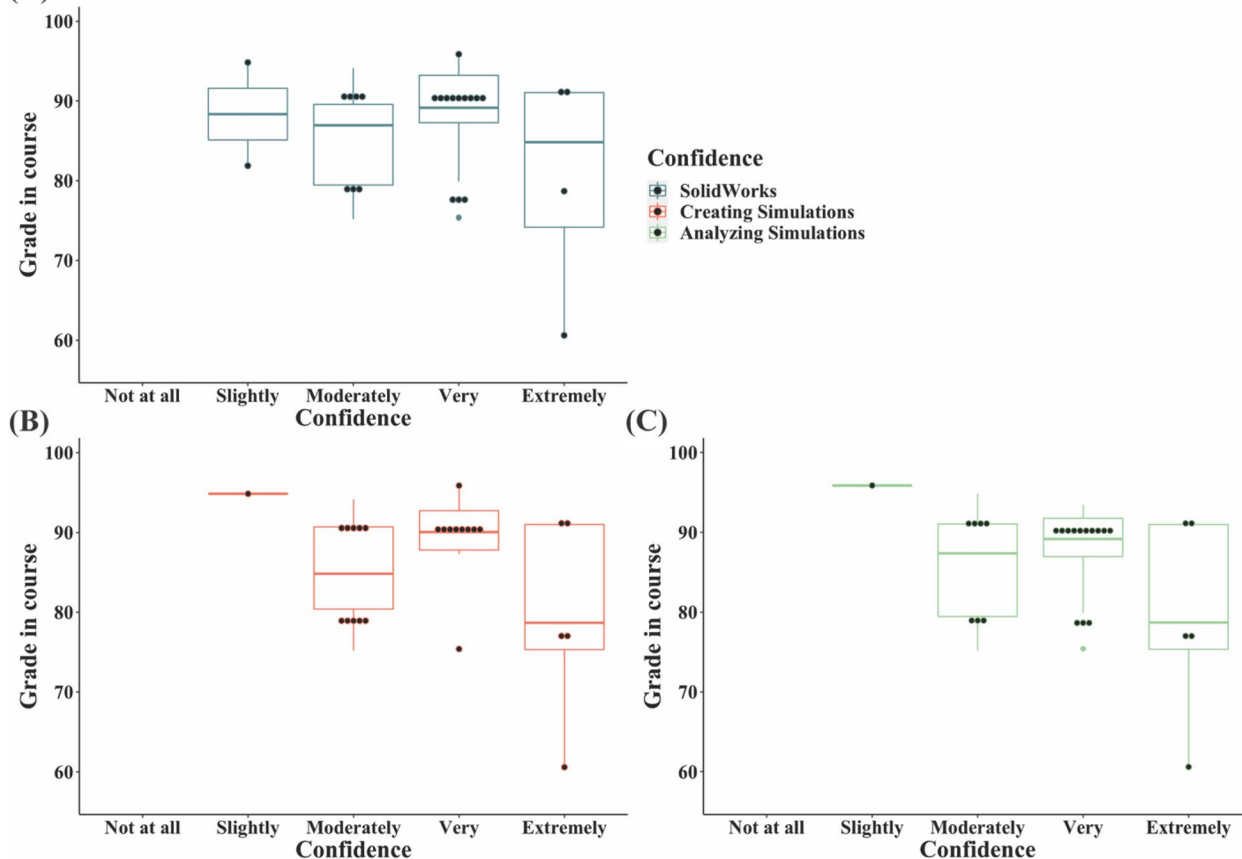 100
90
80
70
60
Grade in course
Not at all Slightly Moderately Very Extremely
Confidence
Confidence
SolidWorks
Creating Simulations
Analyzing Simulations
(B)
100
90
80
70
60
Grade in course
Not at all Slightly Moderately Very Extremely
Confidence
(C)
100
90
80
70
60
Grade in course
Not at all Slightly Moderately Very Extremely
Confidence